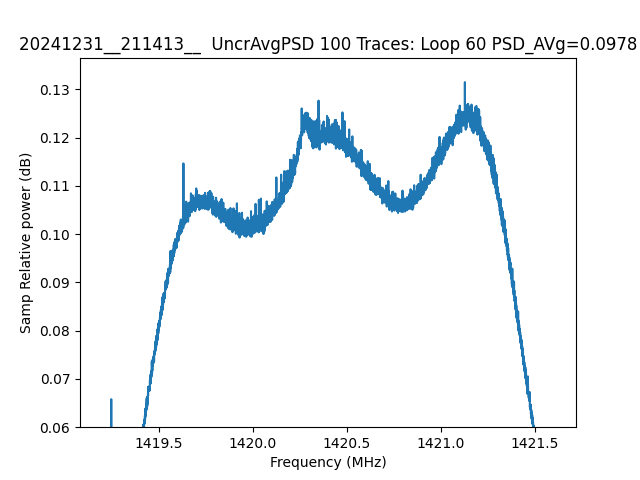 20241231__211413__  UncrAvgPSD 100 Traces: Loop 60 PSD_AVg=0.0978
0.13
0.12
0.11
0.10
0.09
0.08
0.07
0.06
Samp Relative power (dB)
1419.5 1420.0 1420.5 1421.0 1421.5
Frequency (MHz)